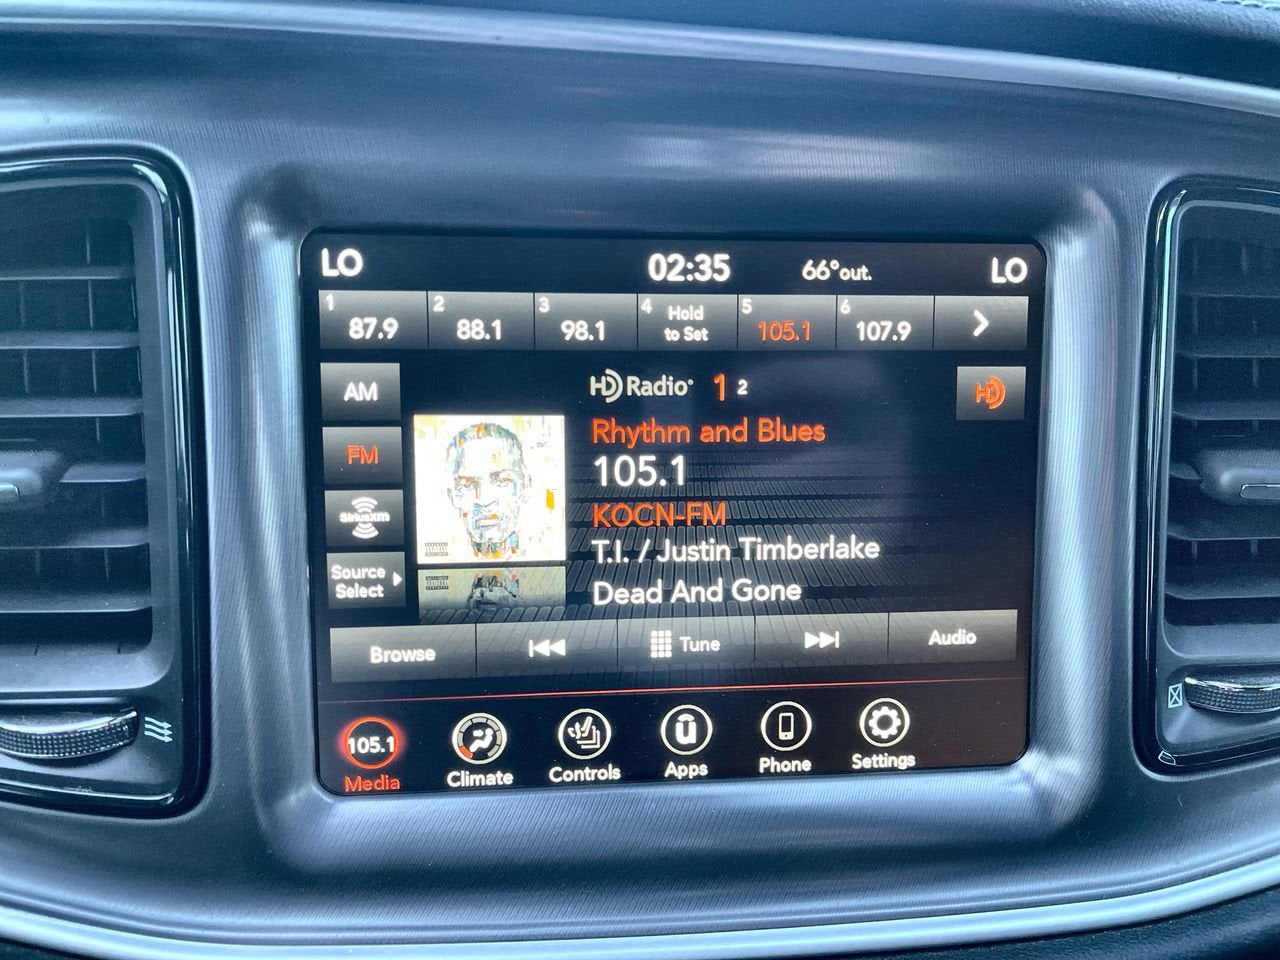 LO 02:35 66°out. LO
1 87.9 2 88.1 3 98.1 4 Hold to Set 5 105.1 6 107.9
HD Radio 1 2
HD
AM
FM
SiriusXM
Source
Select
Rhythm and Blues
105.1
KOCN-FM
T.I. / Justin Timberlake
Dead And Gone
Browse Tune Audio
105.1
Media Climate Controls Apps Phone Settings